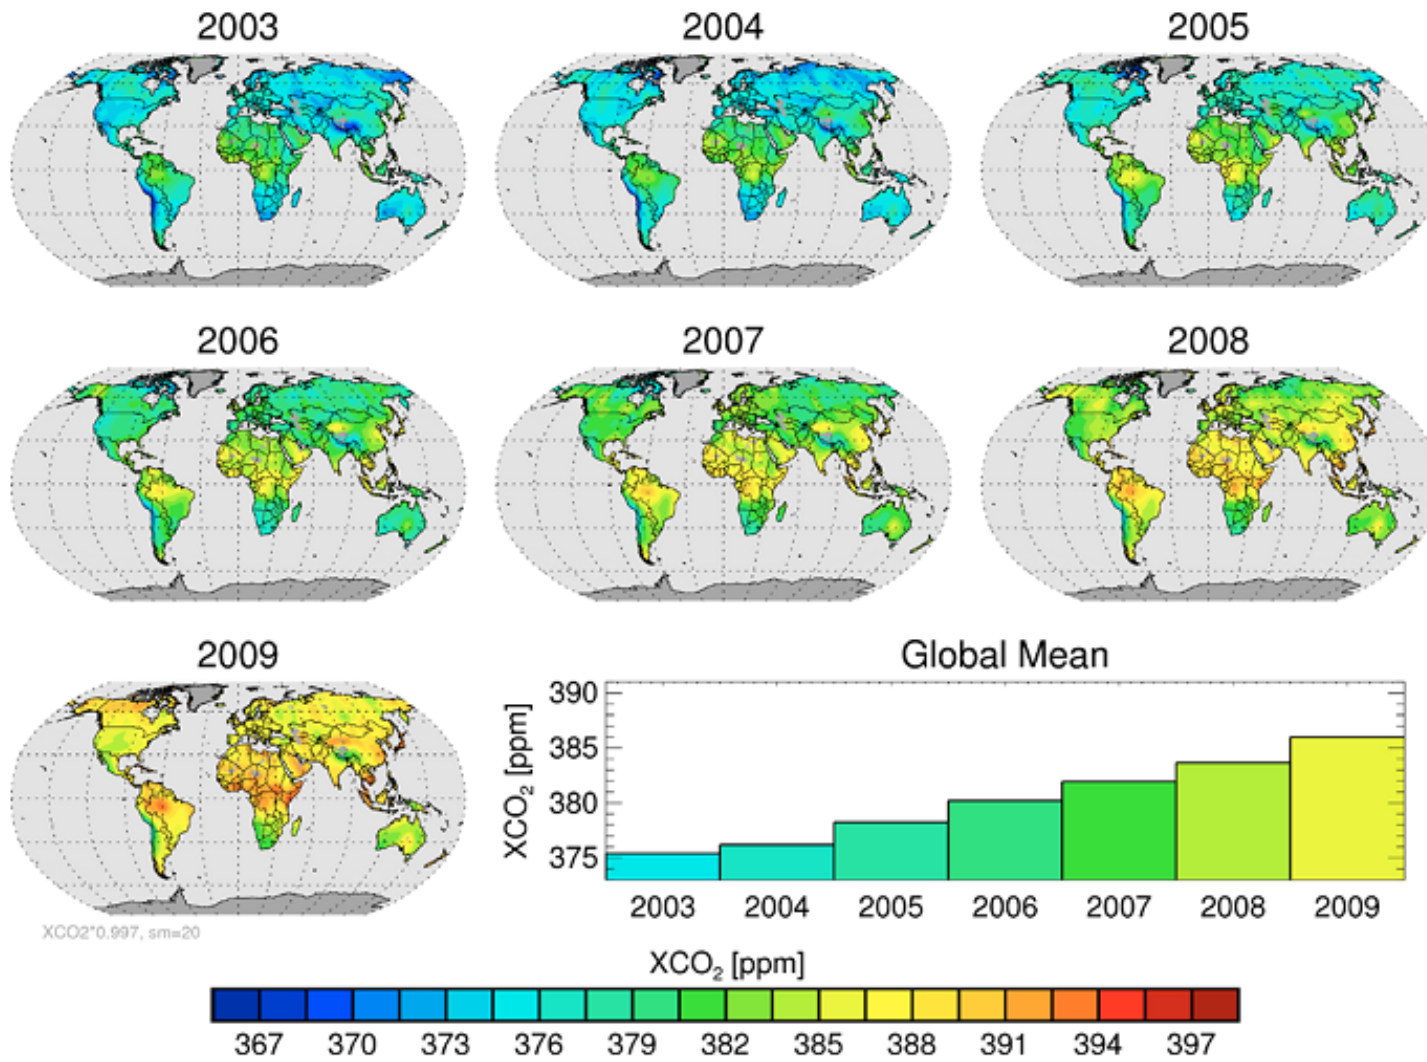 2003 2004 2005
2006 2007 2008
2009 Global Mean
XCO₂ [ppm]
390
385
380
375
2003 2004 2005 2006 2007 2008 2009
XCO2*0.997, sm=20
XCO₂ [ppm]
367 370 373 376 379 382 385 388 391 394 397